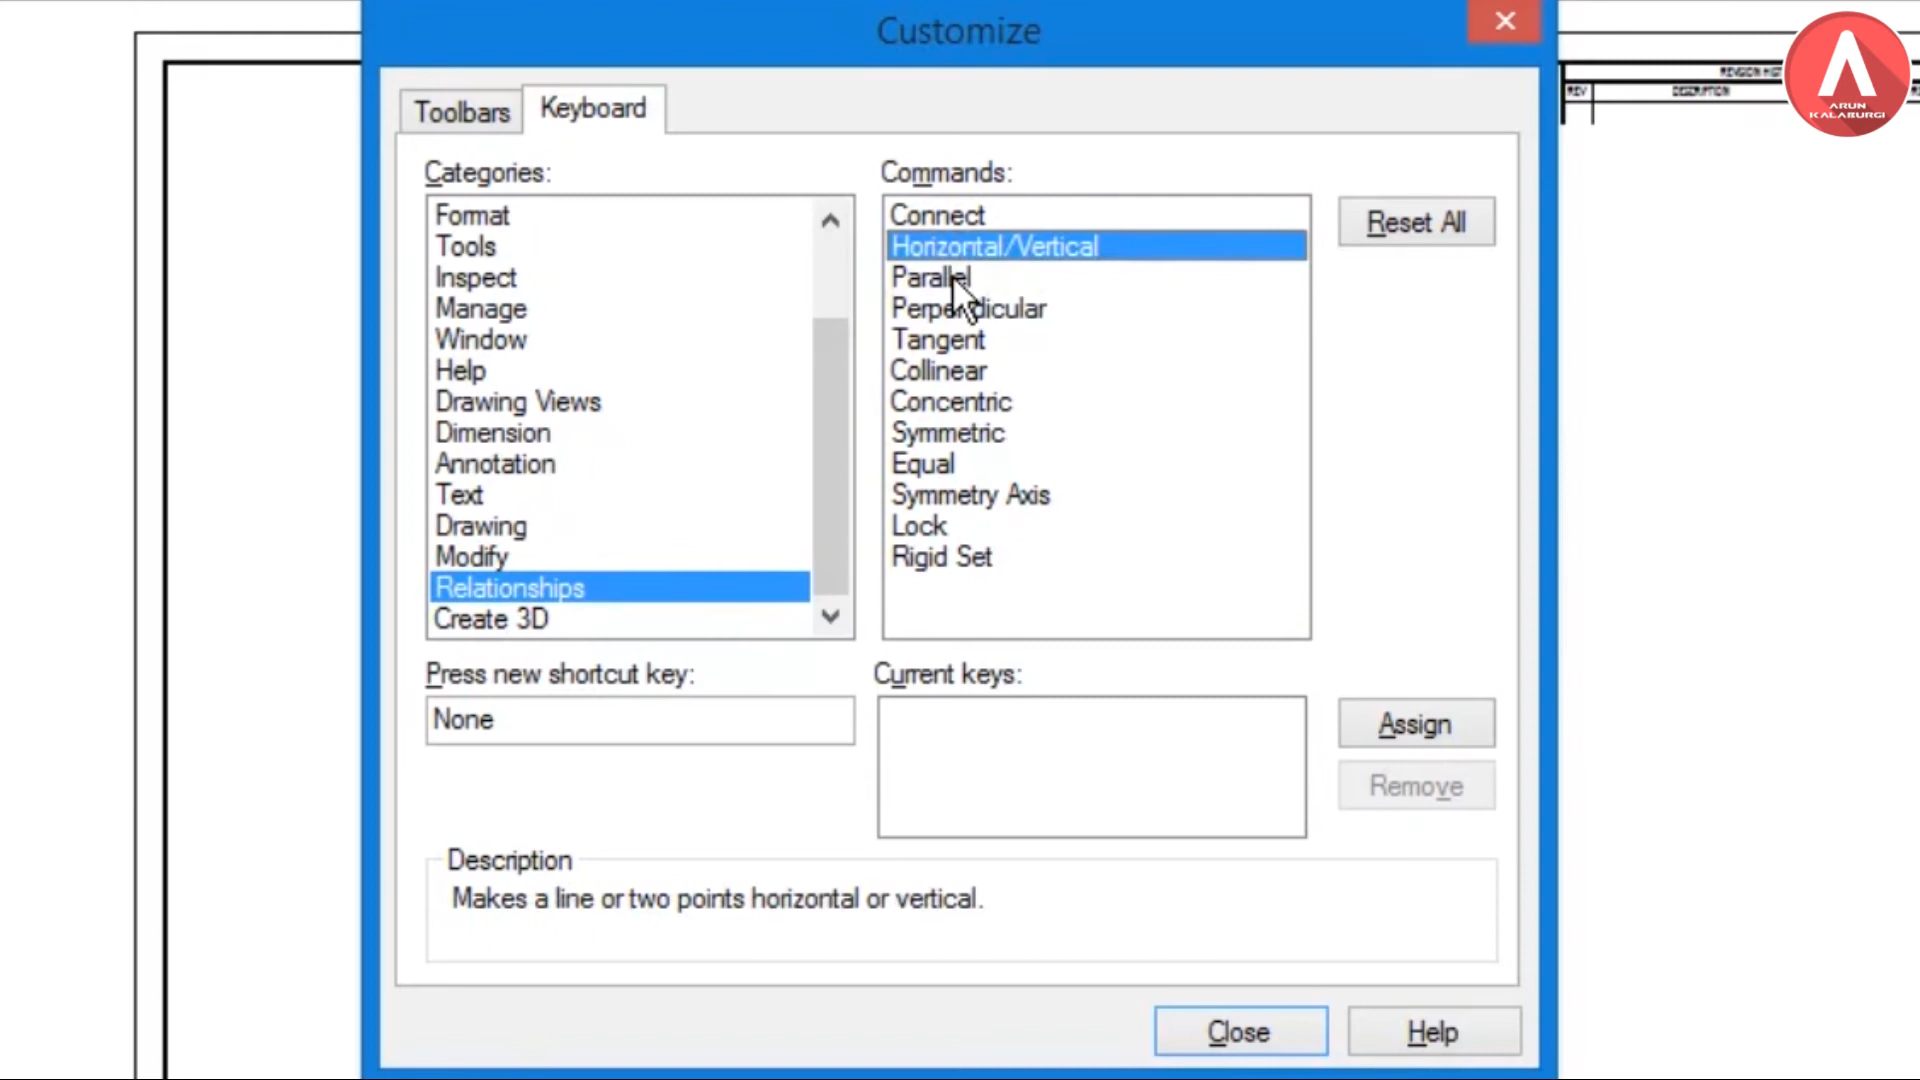 Customize
REVISION
REV
DESCRIPTION
ARUN
KALABURGI
Toolbars
Keyboard
Categories:
Commands:
Format
Tools
Inspect
Manage
Window
Help
Drawing Views
Dimension
Annotation
Text
Drawing
Modify
Relationships
Create 3D
Connect
Horizontal/Vertical
Parallel
Perpendicular
Tangent
Collinear
Concentric
Symmetric
Equal
Symmetry Axis
Lock
Rigid Set
Reset All
Press new shortcut key:
None
Current keys:
Assign
Remove
Description
Makes a line or two points horizontal or vertical.
Close
Help